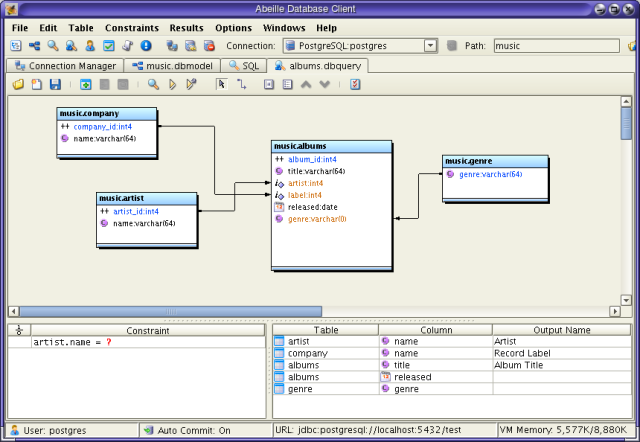 Abeille Database Client
File Edit Table Constraints Results Options Windows Help
Connection: PostgreSQL:postgres Path: music
Connection Manager music.dbmodel SQL albums.dbquery
music.company
company_id:int4
name:varchar(64)
music.artist
artist_id:int4
name:varchar(64)
music.albums
album_id:int4
title:varchar(64)
artist:int4
label:int4
released:date
genre:varchar(0)
music.genre
genre:varchar(64)
Constraint
artist.name = ?
Table Column Output Name
artist name Artist
company name Record Label
albums title Album Title
albums released
genre genre
User: postgres Auto Commit: On URL: jdbc:postgresql://localhost:5432/test VM Memory: 5,577K/8,880K